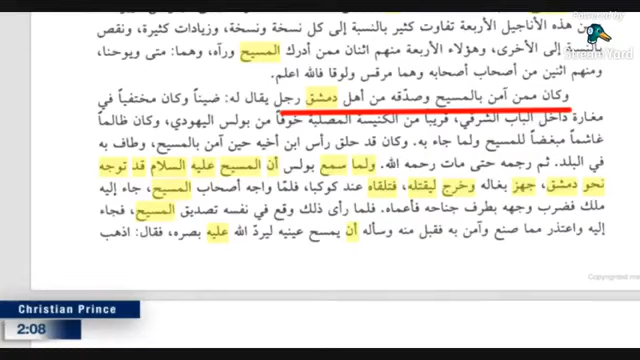 Powered by
StreamYard
من هذه الأناجيل الأربعة تفاوت كثير بالنسبة إلى كل نسخة ونسخة، وزيادات كثيرة، ونقص
بالنسبة إلى الأخرى، وهؤلاء الأربعة منهم اثنان ممن أدرك المسيح ورآه، وهما: متى ويوحنا،
ومنهم اثنين من أصحاب أصحابه وهما مرقس ولوقا فالله اعلم.
وكان ممن آمن بالمسيح وصدّقه من أهل دمشق رجل يقال له: ضيناً وكان مختفياً في
مغارة داخل الباب الشرقي، قريباً من الكنيسة المصلبة خوفاً من بولس اليهودي، وكان ظالماً
غاشماً مبغضاً للمسيح ولما جاء به. وكان قد حلق رأس ابن أخيه حين آمن بالمسيح، وطاف به
في البلد. ثم رجمه حتى مات رحمه الله. ولما سمع بولس أن المسيح عليه السلام قد توجه
نحو دمشق، جهز بغاله وخرج ليقتله، فتلقاه عند كوكبا، فلمّا واجه أصحاب المسيح، جاء إليه
ملك فضرب وجهه بطرف جناحه فأعماه. فلما رأى ذلك وقع في نفسه تصديق المسيح، فجاء
إليه واعتذر مما صنع وآمن به فقبل منه وسأله أن يمسح عينيه ليردّ الله عليه بصره، فقال: اذهب
Copyrighted
Christian Prince
2:08